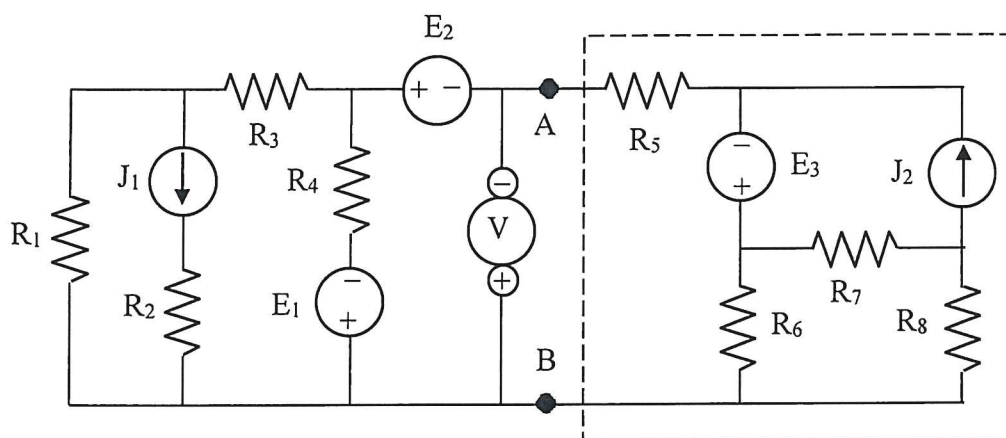 E2
+ -
A
R3
R5
J1
R4
-
V
+
-
+
E3
J2
R1
R2
E1
-
+
R7
R6
R8
B